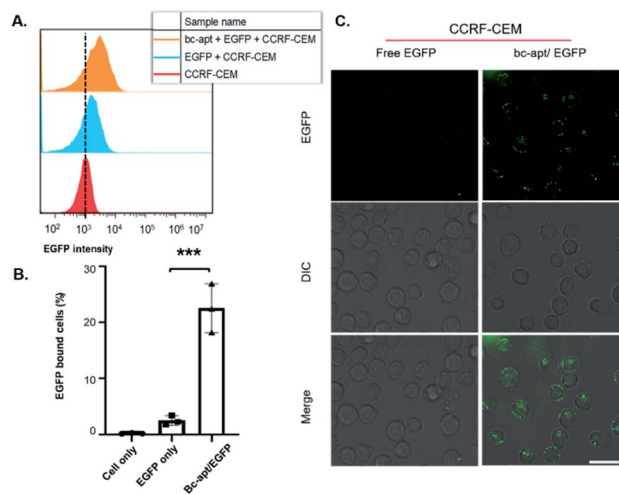 A.
Sample name
bc-apt + EGFP + CCRF-CEM
EGFP + CCRF-CEM
CCRF-CEM
10² 10³ 10⁴ 10⁵ 10⁶ 10⁷
EGFP intensity
B.
***
EGFP bound cells (%)
30
20
10
0
Cell only
EGFP only
Bc-apt/EGFP
C.
CCRF-CEM
Free EGFP bc-apt/ EGFP
EGFP
DIC
Merge